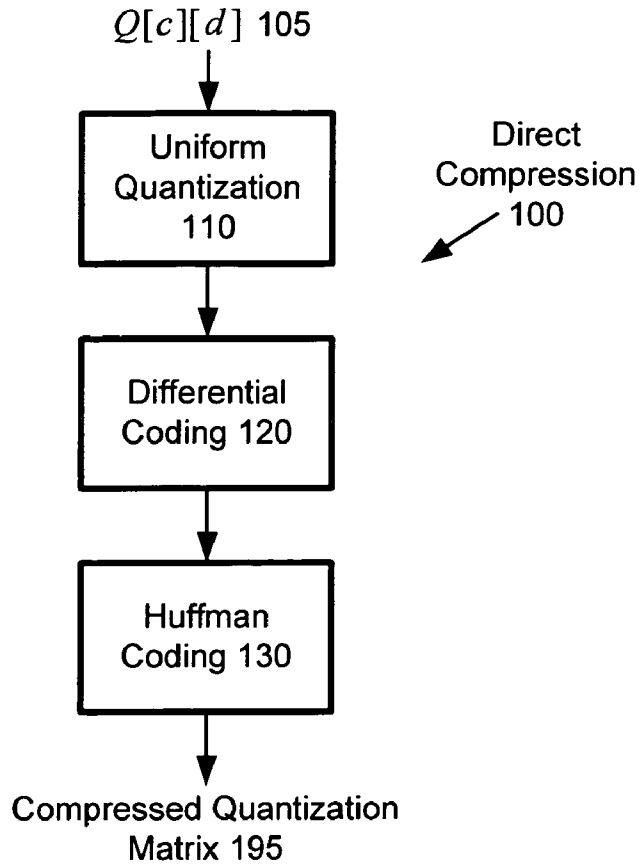 Q[c][d] 105
Uniform
Quantization
110
Direct
Compression
100
Differential
Coding 120
Huffman
Coding 130
Compressed Quantization
Matrix 195